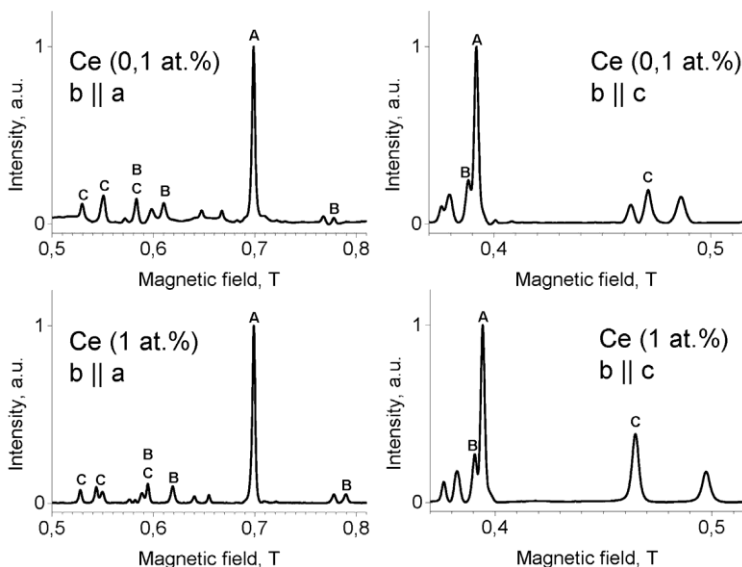 A
Ce (0,1 at.%)
b || a
B
C
C
C
B
B
1
0
Intensity, a.u.
0,5
0,6
0,7
0,8
Magnetic field, T
A
Ce (0,1 at.%)
b || c
B
C
1
0
Intensity, a.u.
0,4
0,5
Magnetic field, T
A
Ce (1 at.%)
b || a
B
C
C
C
B
B
1
0
Intensity, a.u.
0,5
0,6
0,7
0,8
Magnetic field, T
A
Ce (1 at.%)
b || c
C
B
1
0
Intensity, a.u.
0,4
0,5
Magnetic field, T